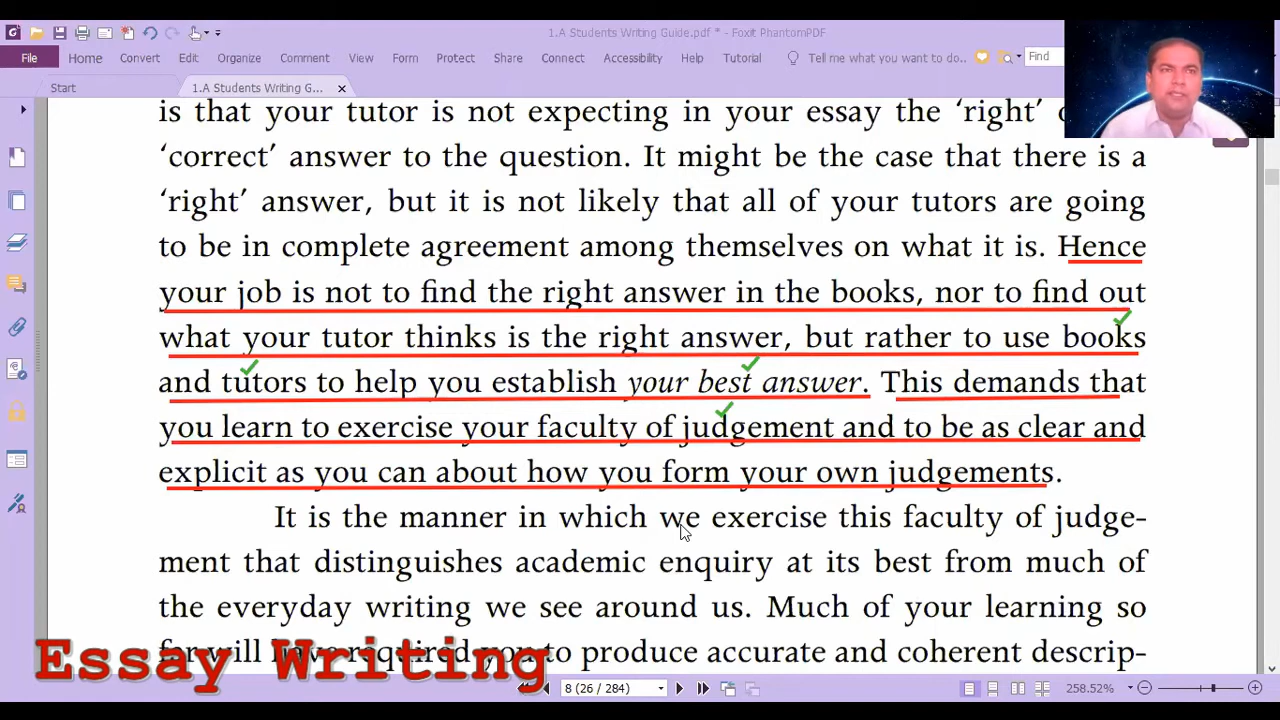 1.A Students Writing Guide.pdf * - Foxit PhantomPDF
File Home Convert Edit Organize Comment View Form Protect Share Connect Accessibility Help Tutorial Tell me what you want to do.. Find
Start 1.A Students Writing G...
is that your tutor is not expecting in your essay the ‘right’
‘correct’ answer to the question. It might be the case that there is a
‘right’ answer, but it is not likely that all of your tutors are going
to be in complete agreement among themselves on what it is. Hence
your job is not to find the right answer in the books, nor to find out
what your tutor thinks is the right answer, but rather to use books
and tutors to help you establish your best answer. This demands that
you learn to exercise your faculty of judgement and to be as clear and
explicit as you can about how you form your own judgements.
It is the manner in which we exercise this faculty of judge-
ment that distinguishes academic enquiry at its best from much of
the everyday writing we see around us. Much of your learning so
far will have required you to produce accurate and coherent descrip-
Essay Writing
8 (26 / 284) 258.52%